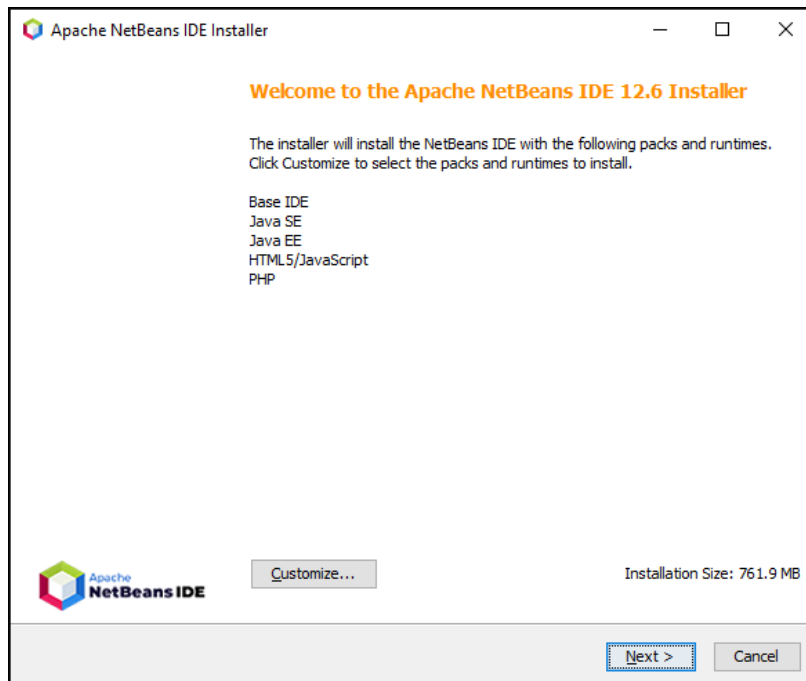 Apache NetBeans IDE Installer
Welcome to the Apache NetBeans IDE 12.6 Installer
The installer will install the NetBeans IDE with the following packs and runtimes.
Click Customize to select the packs and runtimes to install.
Base IDE
Java SE
Java EE
HTML5/JavaScript
PHP
Apache
NetBeans IDE
Customize...
Installation Size: 761.9 MB
Next >
Cancel